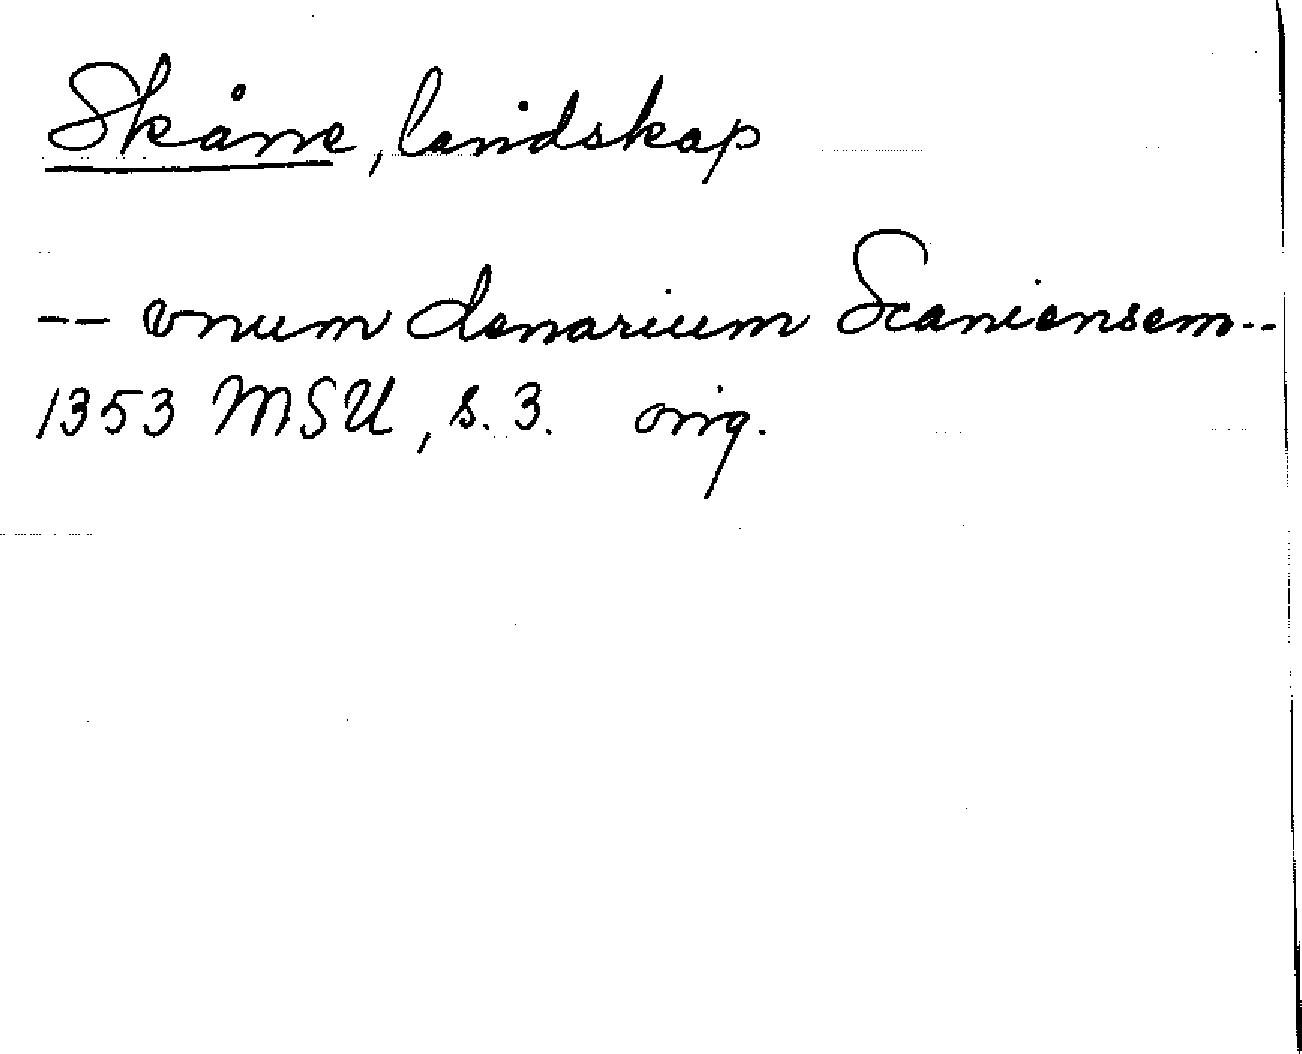 Skåne, landskap
-- vnum denarium Scaniensem--
1353 MSU, s. 3. orig.